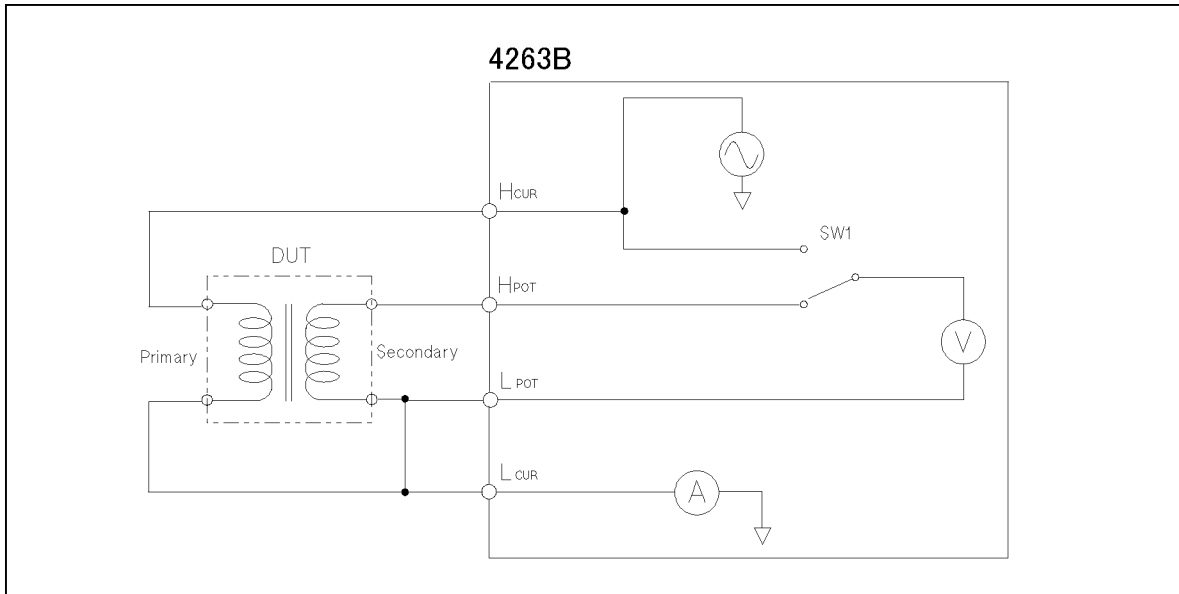 4263B
HCUR
SW1
DUT
HPOT
Primary
Secondary
V
LPOT
LCUR
A